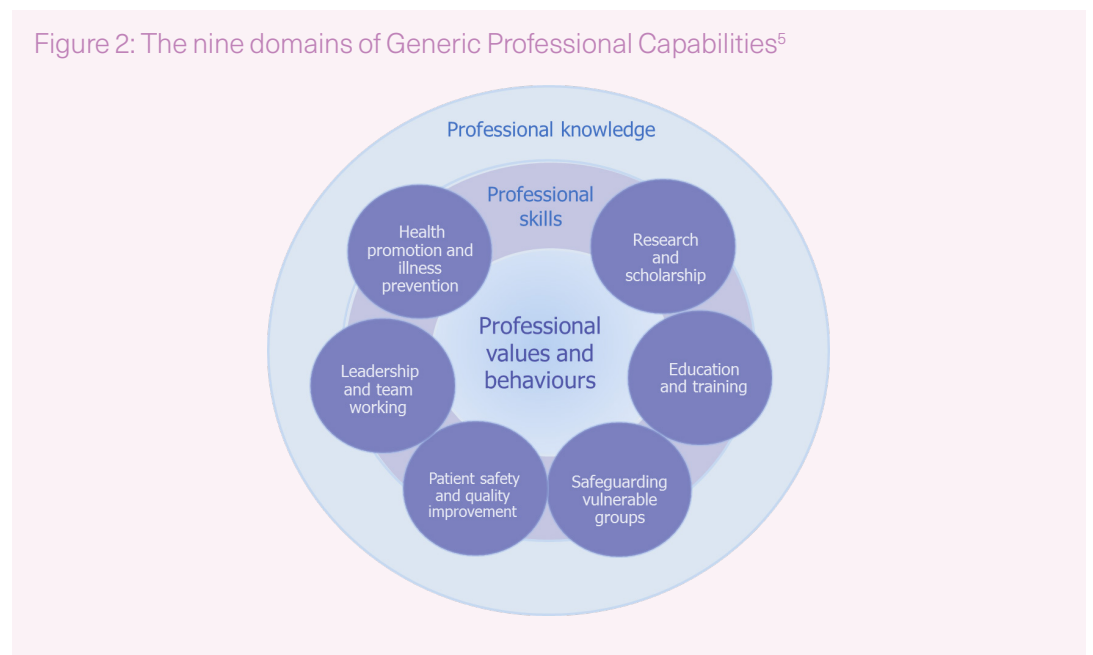 Figure 2: The nine domains of Generic Professional Capabilities5
Professional knowledge
Professional
skills
Health
promotion and
illness
prevention
Research
and
scholarship
Professional
values and
behaviours
Leadership
and team
working
Education
and training
Patient safety
and quality
improvement
Safeguarding
vulnerable
groups